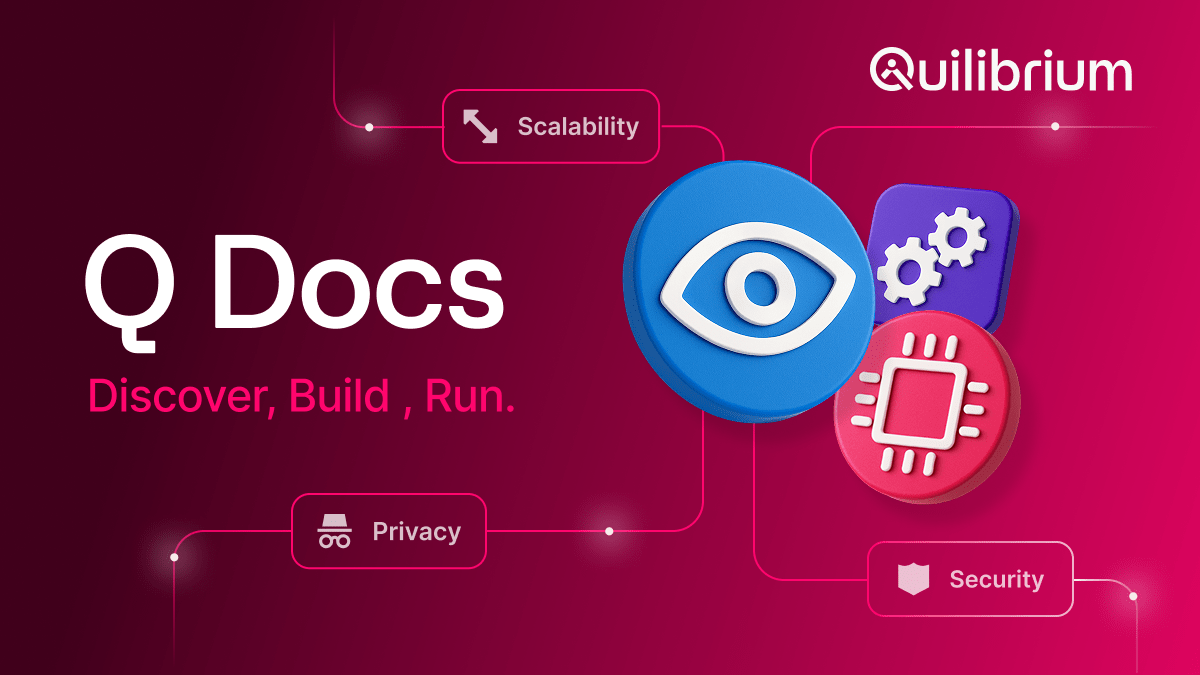 Quilibrium
Scalability
Q Docs
Discover, Build , Run.
Privacy
Security